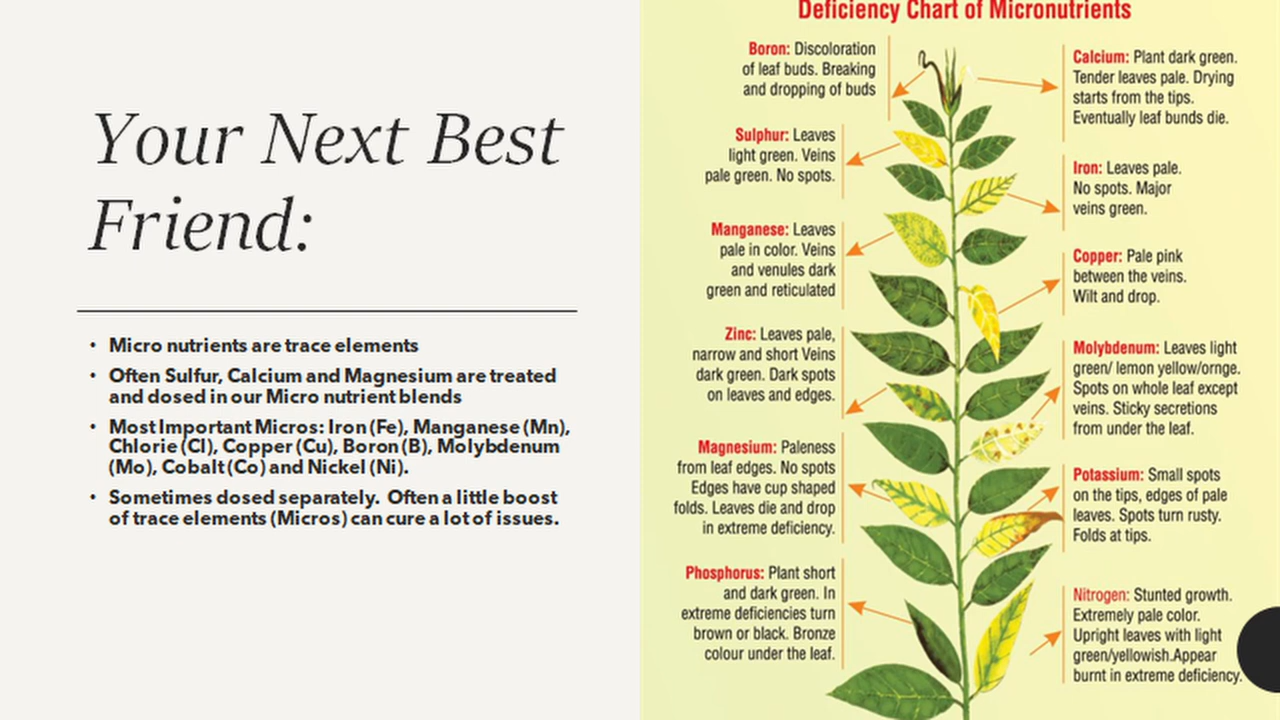 Your Next Best
Friend:
• Micro nutrients are trace elements
• Often Sulfur, Calcium and Magnesium are treated
and dosed in our Micro nutrient blends
• Most Important Micros: Iron (Fe), Manganese (Mn),
Chlorie (Cl), Copper (Cu), Boron (B), Molybdenum
(Mo), Cobalt (Co) and Nickel (Ni).
• Sometimes dosed separately. Often a little boost
of trace elements (Micros) can cure a lot of issues.
Deficiency Chart of Micronutrients
Boron: Discoloration
of leaf buds. Breaking
and dropping of buds
Sulphur: Leaves
light green. Veins
pale green. No spots.
Manganese: Leaves
pale in color. Veins
and venules dark
green and reticulated
Zinc: Leaves pale,
narrow and short Veins
dark green. Dark spots
on leaves and edges.
Magnesium: Paleness
from leaf edges. No spots
Edges have cup shaped
folds. Leaves die and drop
in extreme deficiency.
Phosphorus: Plant short
and dark green. In
extreme deficiencies turn
brown or black. Bronze
colour under the leaf.
Calcium: Plant dark green.
Tender leaves pale. Drying
starts from the tips.
Eventually leaf bunds die.
Iron: Leaves pale.
No spots. Major
veins green.
Copper: Pale pink
between the veins.
Wilt and drop.
Molybdenum: Leaves light
green/ lemon yellow/ornge.
Spots on whole leaf except
veins. Sticky secretions
from under the leaf.
Potassium: Small spots
on the tips, edges of pale
leaves. Spots turn rusty.
Folds at tips.
Nitrogen: Stunted growth.
Extremely pale color.
Upright leaves with light
green/yellowish.Appear
burnt in extreme deficiency.